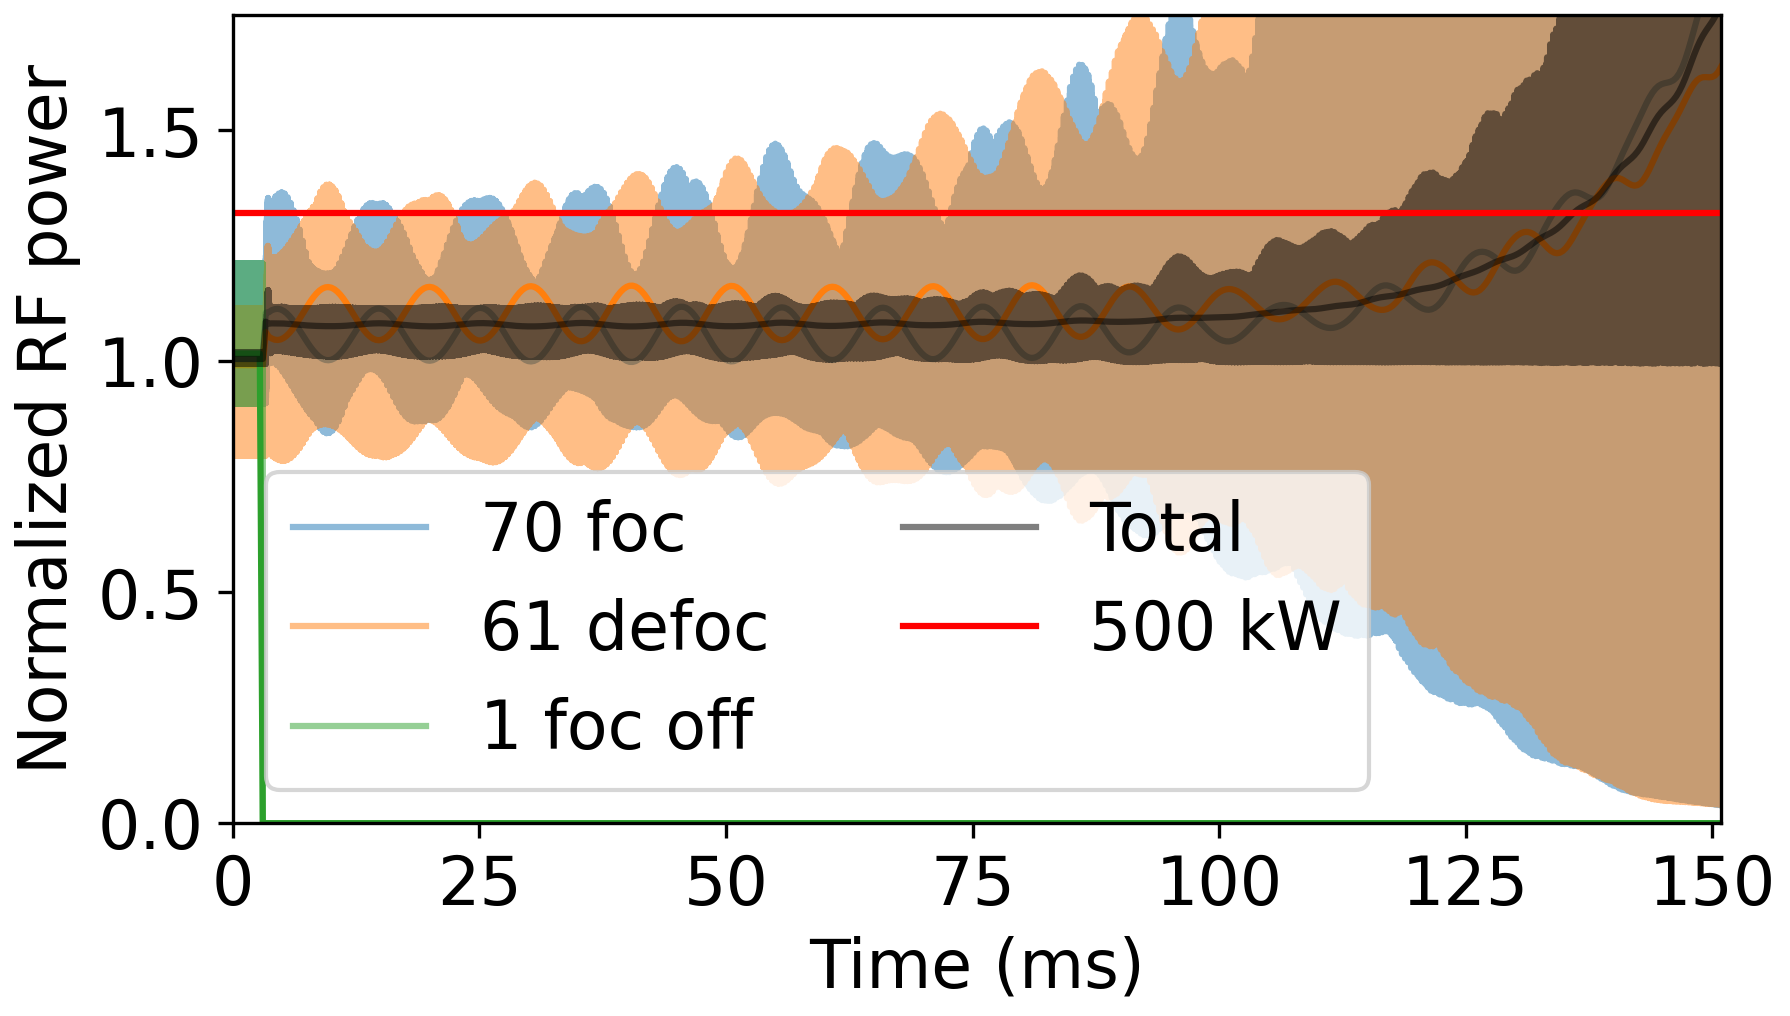 Normalized RF power
1.5
1.0
0.5
0.0
70 foc
61 defoc
1 foc off
Total
500 kW
0 25 50 75 100 125 150
Time (ms)